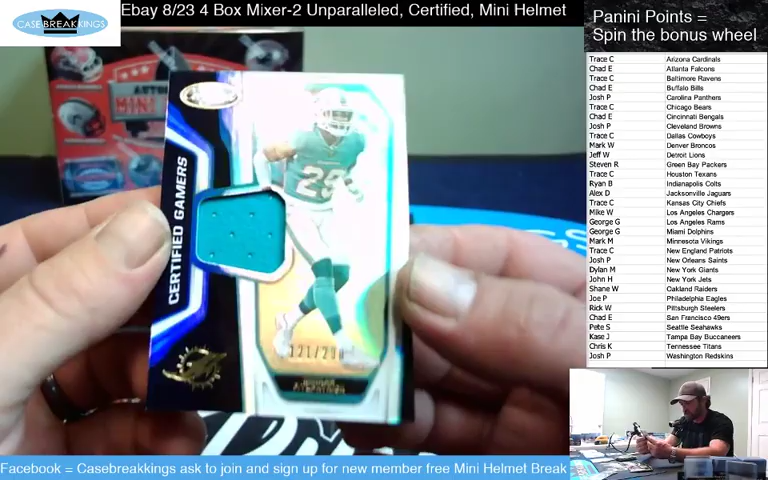 CASE BREAK KINGS
Ebay 8/23 4 Box Mixer-2 Unparalleled, Certified, Mini Helmet
Panini Points =
Spin the bonus wheel
Trace C Arizona Cardinals
Chad E Atlanta Falcons
Trace C Baltimore Ravens
Chad E Buffalo Bills
Josh P Carolina Panthers
Trace C Chicago Bears
Chad E Cincinnati Bengals
Josh P Cleveland Browns
Trace C Dallas Cowboys
Mark W Denver Broncos
Jeff W Detroit Lions
Steven R Green Bay Packers
Trace C Houston Texans
Ryan B Indianapolis Colts
Alex D Jacksonville Jaguars
Trace C Kansas City Chiefs
Mike W Los Angeles Chargers
George G Los Angeles Rams
George G Miami Dolphins
Mark M Minnesota Vikings
Trace C New England Patriots
Josh P New Orleans Saints
Dylan M New York Giants
John H New York Jets
Shane W Oakland Raiders
Joe P Philadelphia Eagles
Rick W Pittsburgh Steelers
Chad E San Francisco 49ers
Pete S Seattle Seahawks
Kase J Tampa Bay Buccaneers
Chris K Tennessee Titans
Josh P Washington Redskins
CERTIFIED GAMERS
29
Facebook = Casebreakkings ask to join and sign up for new member free Mini Helmet Break